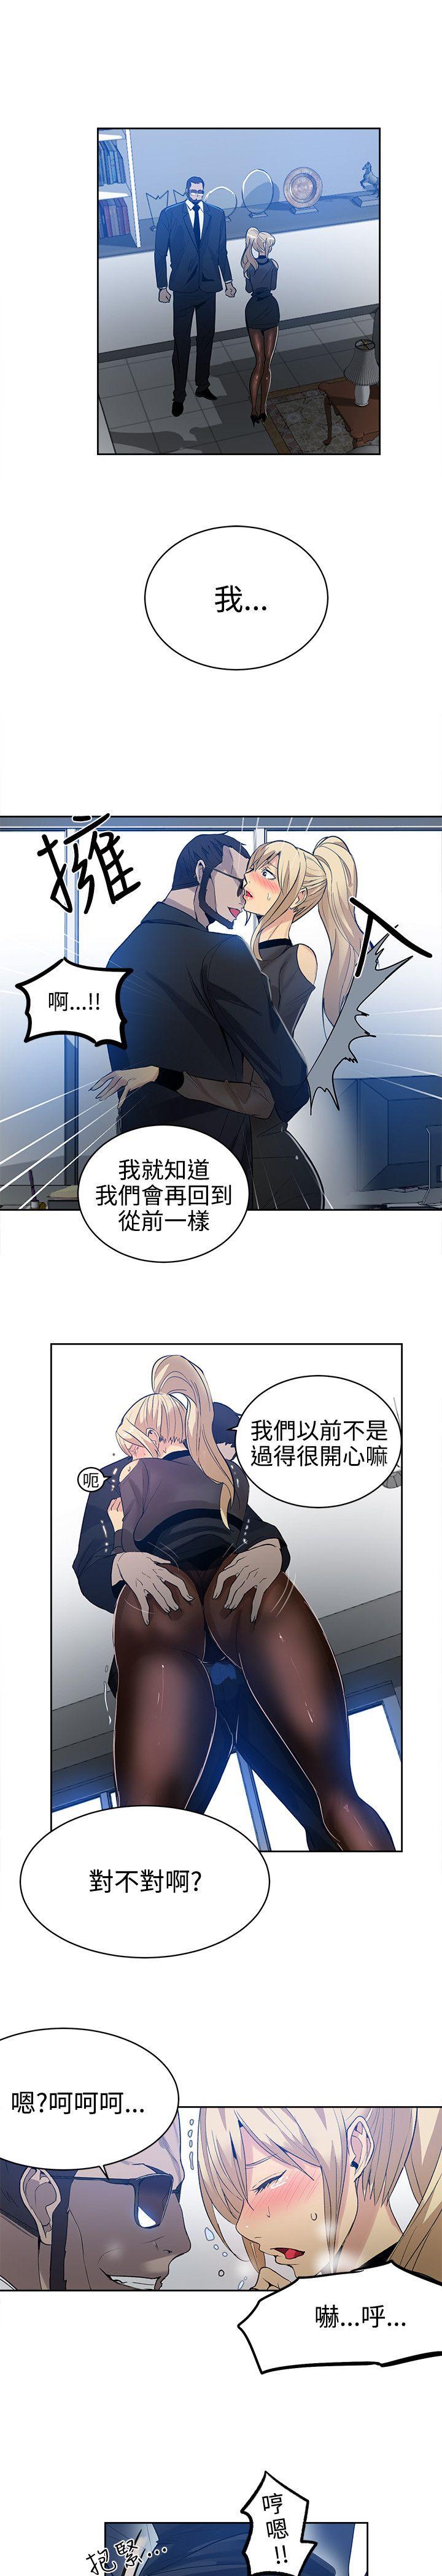 我...
擁
啊...!!
我就知道
我們會再回到
從前一樣
我們以前不是
過得很開心嘛
呃
對不對啊?
嗯?呵呵呵...
嚇...呼...
哼嗯!!
抱緊...